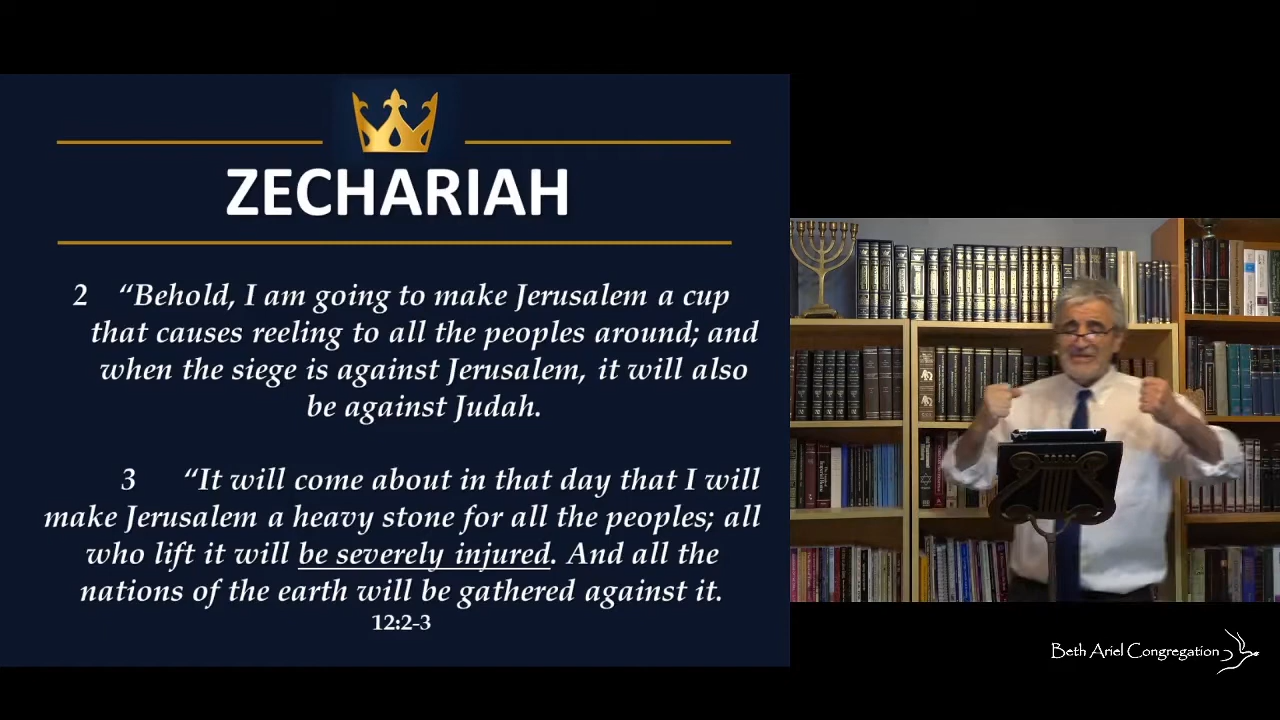 ZECHARIAH
2 “Behold, I am going to make Jerusalem a cup
that causes reeling to all the peoples around; and
when the siege is against Jerusalem, it will also
be against Judah.
3 “It will come about in that day that I will
make Jerusalem a heavy stone for all the peoples; all
who lift it will be severely injured. And all the
nations of the earth will be gathered against it.
12:2-3
Beth Ariel Congregation